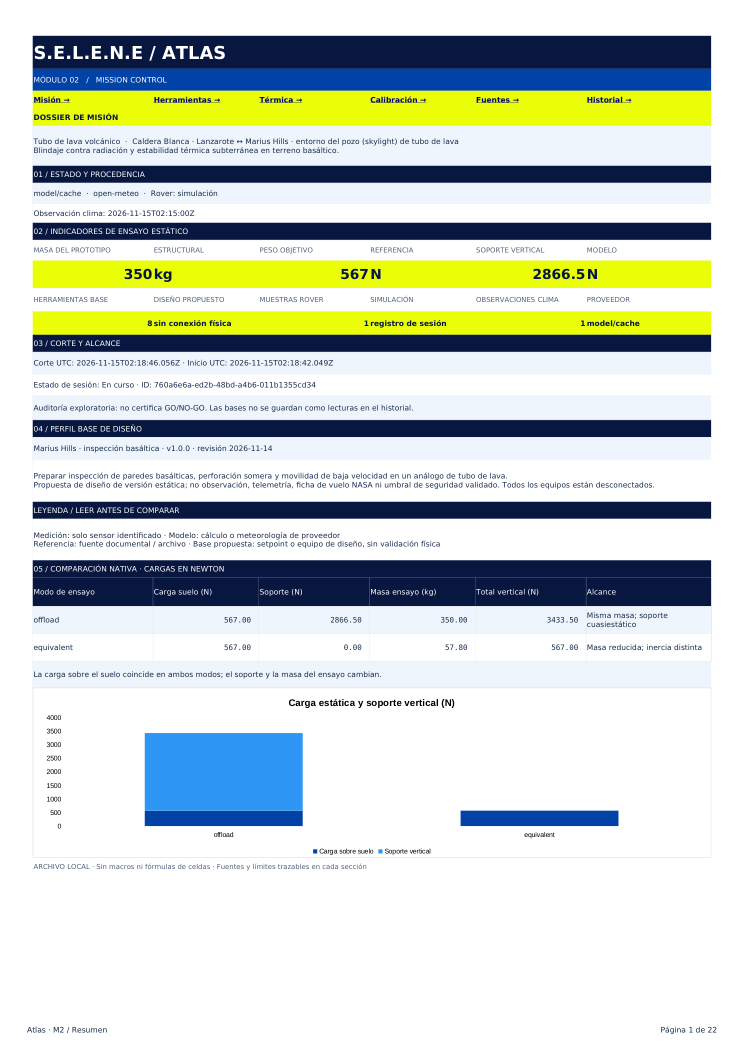 S.E.L.E.N.E / ATLAS
MÓDULO 02 / MISSION CONTROL
Misión → Herramientas → Térmica → Calibración → Fuentes → Historial →
DOSSIER DE MISIÓN
Tubo de lava volcánico · Caldera Blanca · Lanzarote ↔ Marius Hills · entorno del pozo (skylight) de tubo de lava
Blindaje contra radiación y estabilidad térmica subterránea en terreno basáltico.
01 / ESTADO Y PROCEDENCIA
model/cache · open-meteo · Rover: simulación
Observación clima: 2026-11-15T02:15:00Z
02 / INDICADORES DE ENSAYO ESTÁTICO
MASA DEL PROTOTIPO ESTRUCTURAL PESO OBJETIVO REFERENCIA SOPORTE VERTICAL MODELO
350 kg 567 N 2866.5 N
HERRAMIENTAS BASE DISEÑO PROPUESTO MUESTRAS ROVER SIMULACIÓN OBSERVACIONES CLIMA PROVEEDOR
8 sin conexión física 1 registro de sesión 1 model/cache
03 / CORTE Y ALCANCE
Corte UTC: 2026-11-15T02:18:46.056Z · Inicio UTC: 2026-11-15T02:18:42.049Z
Estado de sesión: En curso · ID: 760a6e6a-ed2b-48bd-a4b6-011b1355cd34
Auditoría exploratoria: no certifica GO/NO-GO. Las bases no se guardan como lecturas en el historial.
04 / PERFIL BASE DE DISEÑO
Marius Hills · inspección basáltica · v1.0.0 · revisión 2026-11-14
Preparar inspección de paredes basálticas, perforación somera y movilidad de baja velocidad en un análogo de tubo de lava.
Propuesta de diseño de versión estática; no observación, telemetría, ficha de vuelo NASA ni umbral de seguridad validado. Todos los equipos están desconectados.
LEYENDA / LEER ANTES DE COMPARAR
Medición: solo sensor identificado · Modelo: cálculo o meteorología de proveedor
Referencia: fuente documental / archivo · Base propuesta: setpoint o equipo de diseño, sin validación física
05 / COMPARACIÓN NATIVA · CARGAS EN NEWTON
Modo de ensayo Carga suelo (N) Soporte (N) Masa ensayo (kg) Total vertical (N) Alcance
offload 567.00 2866.50 350.00 3433.50 Misma masa; soporte
cuasiestático
equivalent 567.00 0.00 57.80 567.00 Masa reducida; inercia distinta
La carga sobre el suelo coincide en ambos modos; el soporte y la masa del ensayo cambian.
Carga estática y soporte vertical (N)
4000
3500
3000
2500
2000
1500
1000
500
0
offload equivalent
Carga sobre suelo Soporte vertical
ARCHIVO LOCAL · Sin macros ni fórmulas de celdas · Fuentes y límites trazables en cada sección
Atlas · M2 / Resumen Página 1 de 22